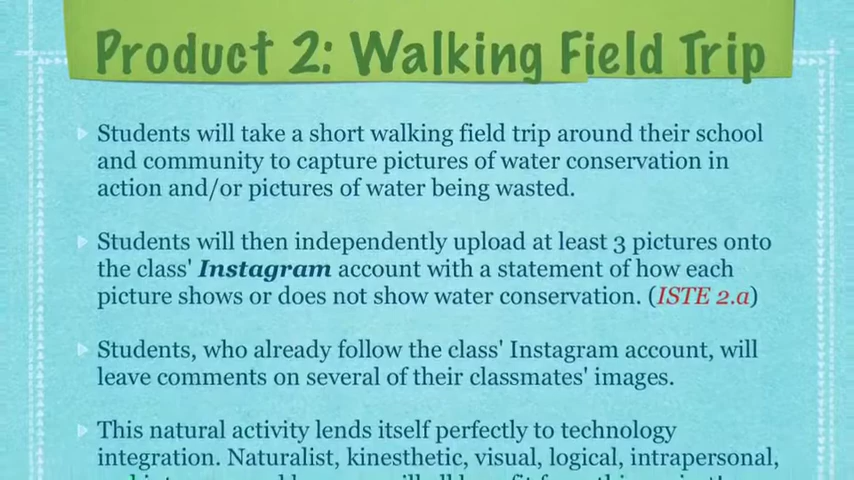 Product 2: Walking Field Trip
Students will take a short walking field trip around their school
and community to capture pictures of water conservation in
action and/or pictures of water being wasted.
Students will then independently upload at least 3 pictures onto
the class' Instagram account with a statement of how each
picture shows or does not show water conservation. (ISTE 2.a)
Students, who already follow the class' Instagram account, will
leave comments on several of their classmates' images.
This natural activity lends itself perfectly to technology
integration. Naturalist, kinesthetic, visual, logical, intrapersonal,